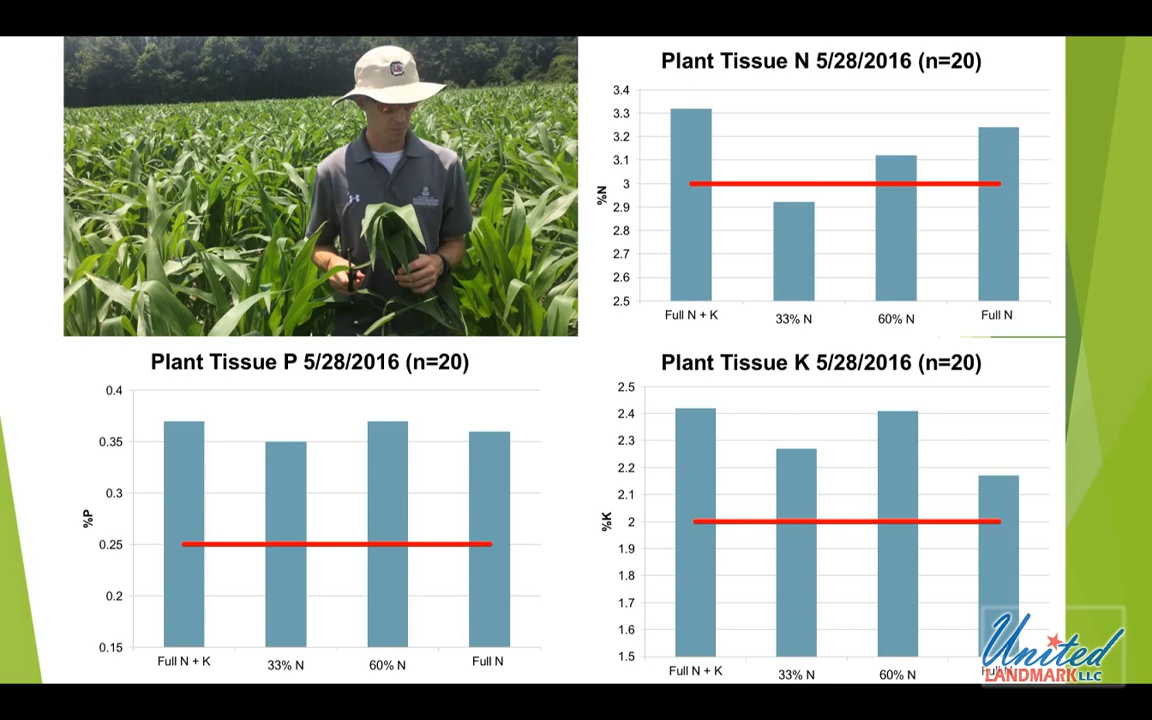 Plant Tissue N 5/28/2016 (n=20)
3.4
3.3
3.2
3.1
3
2.9
2.8
2.7
2.6
2.5
%N
Full N + K
33% N
60% N
Full N
Plant Tissue P 5/28/2016 (n=20)
0.4
0.35
0.3
0.25
0.2
0.15
%P
Full N + K
33% N
60% N
Full N
Plant Tissue K 5/28/2016 (n=20)
2.5
2.4
2.3
2.2
2.1
2
1.9
1.8
1.7
1.6
1.5
%K
Full N + K
33% N
60% N
United
LANDMARK LLC